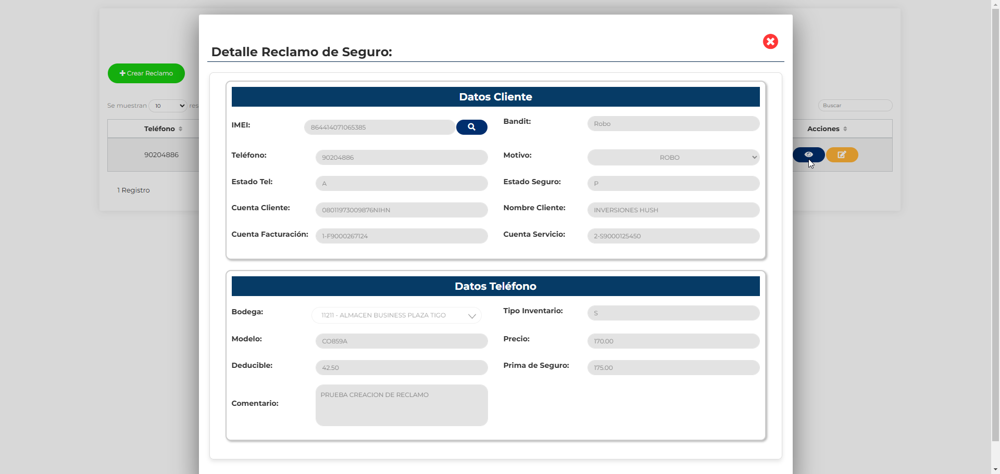 Detalle Reclamo de Seguro:
Crear Reclamo
Se muestran 10 res
Buscar
Teléfono
Acciones
90204886
1 Registro
Datos Cliente
IMEI: 864414071065385
Bandit: Robo
Teléfono: 90204886
Motivo: ROBO
Estado Tel: A
Estado Seguro: P
Cuenta Cliente: 08011973009876NIHN
Nombre Cliente: INVERSIONES HUSH
Cuenta Facturación: 1-F9000267124
Cuenta Servicio: 2-S9000125450
Datos Teléfono
Bodega: 11211 - ALMACEN BUSINESS PLAZA TIGO
Tipo Inventario: S
Modelo: CO859A
Precio: 170.00
Deducible: 42.50
Prima de Seguro: 175.00
Comentario: PRUEBA CREACION DE RECLAMO